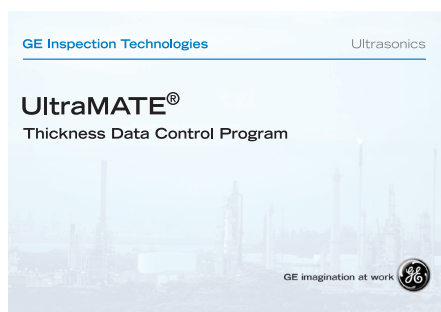 GE Inspection Technologies Ultrasonics
UltraMATE®
Thickness Data Control Program
GE imagination at work